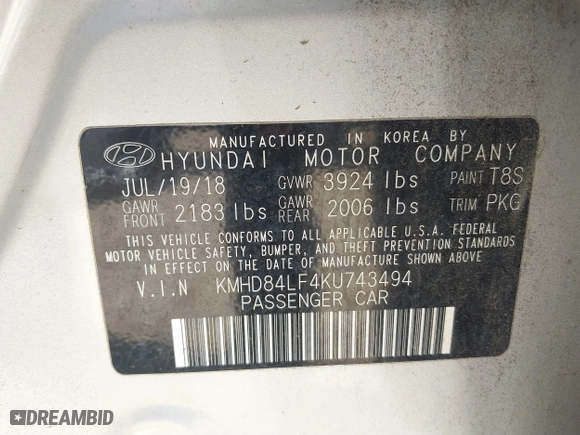 MANUFACTURED IN KOREA BY
HYUNDAI MOTOR COMPANY
JUL/19/18 GVWR 3924 lbs PAINT T8S
GAWR FRONT 2183 lbs GAWR REAR 2006 lbs TRIM PKG
THIS VEHICLE CONFORMS TO ALL APPLICABLE U.S.A. FEDERAL
MOTOR VEHICLE SAFETY, BUMPER, AND THEFT PREVENTION STANDARDS
IN EFFECT ON THE DATE OF MANUFACTURE SHOWN ABOVE
V.I.N KMHD84LF4KU743494
PASSENGER CAR
DREAMBID